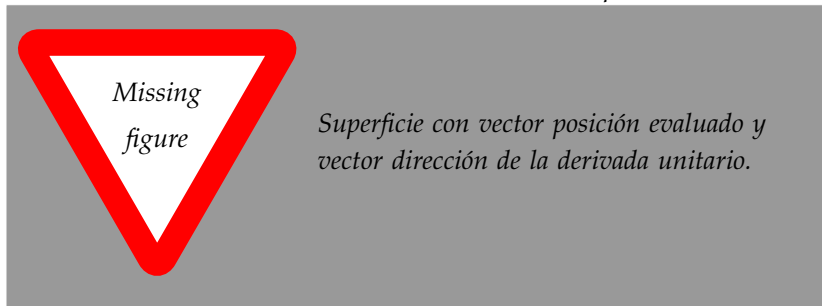 Missing
figure
Superficie con vector posición evaluado y
vector dirección de la derivada unitario.